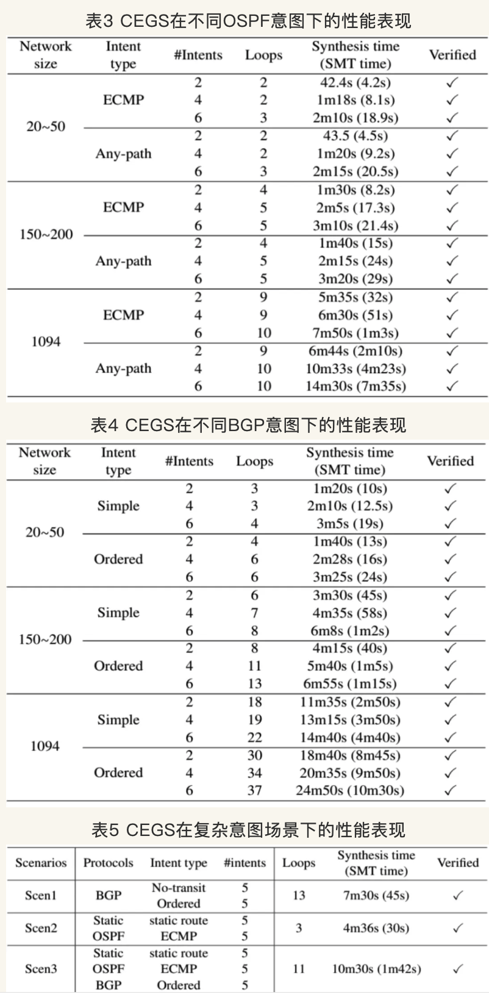 表3 CEGS在不同OSPF意图下的性能表现
Network size Intent type #Intents Loops Synthesis time (SMT time) Verified
20~50 ECMP 2 2 42.4s (4.2s) ✓
4 2 1m18s (8.1s) ✓
6 3 2m10s (18.9s) ✓
Any-path 2 2 43.5 (4.5s) ✓
4 2 1m20s (9.2s) ✓
6 3 2m15s (20.5s) ✓
150~200 ECMP 2 4 1m30s (8.2s) ✓
4 5 2m5s (17.3s) ✓
6 5 3m10s (21.4s) ✓
Any-path 2 4 1m40s (15s) ✓
4 5 2m15s (24s) ✓
6 5 3m20s (29s) ✓
1094 ECMP 2 9 5m35s (32s) ✓
4 9 6m30s (51s) ✓
6 10 7m50s (1m3s) ✓
Any-path 2 9 6m44s (2m10s) ✓
4 10 10m33s (4m23s) ✓
6 10 14m30s (7m35s) ✓
表4 CEGS在不同BGP意图下的性能表现
Network size Intent type #Intents Loops Synthesis time (SMT time) Verified
20~50 Simple 2 3 1m20s (10s) ✓
4 3 2m10s (12.5s) ✓
6 4 3m5s (19s) ✓
Ordered 2 4 1m40s (13s) ✓
4 6 2m28s (16s) ✓
6 6 3m25s (24s) ✓
150~200 Simple 2 6 3m30s (45s) ✓
4 7 4m35s (58s) ✓
6 8 6m8s (1m2s) ✓
Ordered 2 8 4m15s (40s) ✓
4 11 5m40s (1m5s) ✓
6 13 6m55s (1m15s) ✓
1094 Simple 2 18 11m35s (2m50s) ✓
4 19 13m15s (3m50s) ✓
6 22 14m40s (4m40s) ✓
Ordered 2 30 18m40s (8m45s) ✓
4 34 20m35s (9m50s) ✓
6 37 24m50s (10m30s) ✓
表5 CEGS在复杂意图场景下的性能表现
Scenarios Protocols Intent type #intents Loops Synthesis time (SMT time) Verified
Scen1 BGP No-transit 5 13 7m30s (45s) ✓
Ordered 5
Scen2 Static static route 5 3 4m36s (30s) ✓
OSPF ECMP 5
Scen3 Static static route 5 11 10m30s (1m42s) ✓
OSPF ECMP 5
BGP Ordered 5